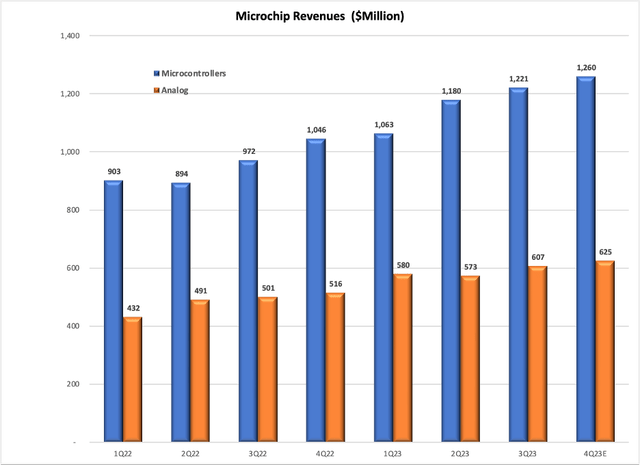 Microchip Revenues ($Million)
1,400
1,200
1,000
800
600
400
200
-
Microcontrollers
Analog
903
432
894
491
972
501
1,046
516
1,063
580
1,180
573
1,221
607
1,260
625
1Q22
2Q22
3Q22
4Q22
1Q23
2Q23
3Q23
4Q23E